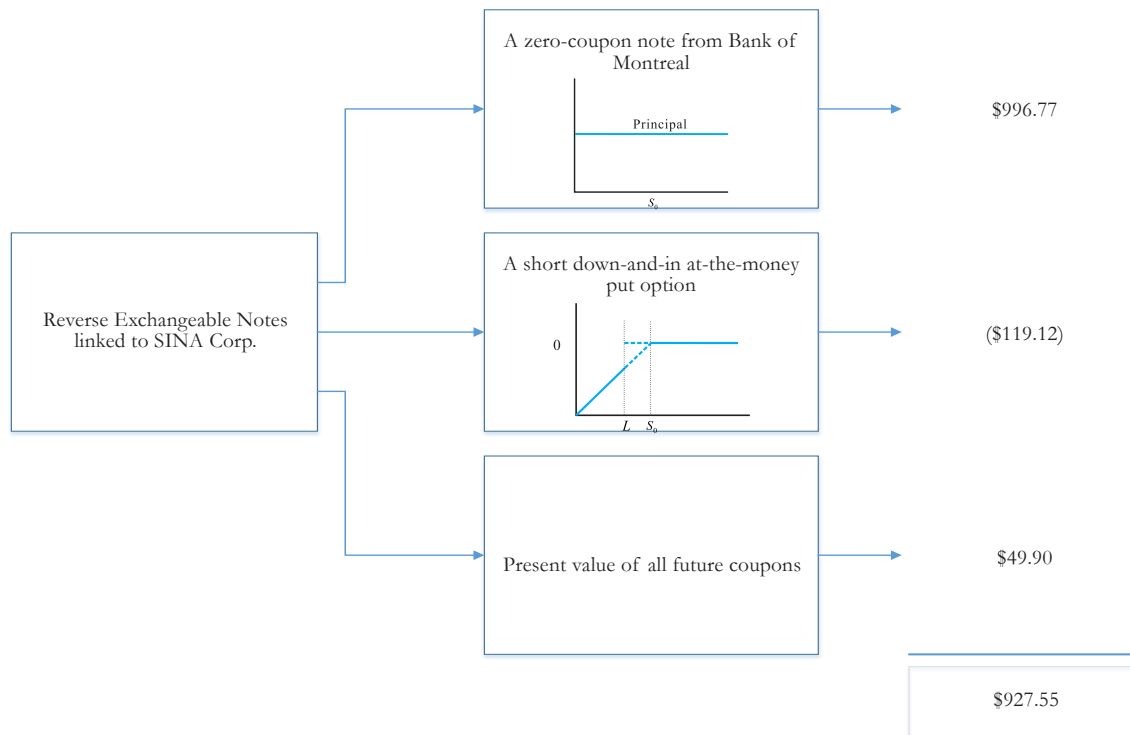 A zero-coupon note from Bank of
Montreal
Principal
S₀
$996.77
Reverse Exchangeable Notes
linked to SINA Corp.
A short down-and-in at-the-money
put option
0
L S₀
($119.12)
Present value of all future coupons
$49.90
$927.55